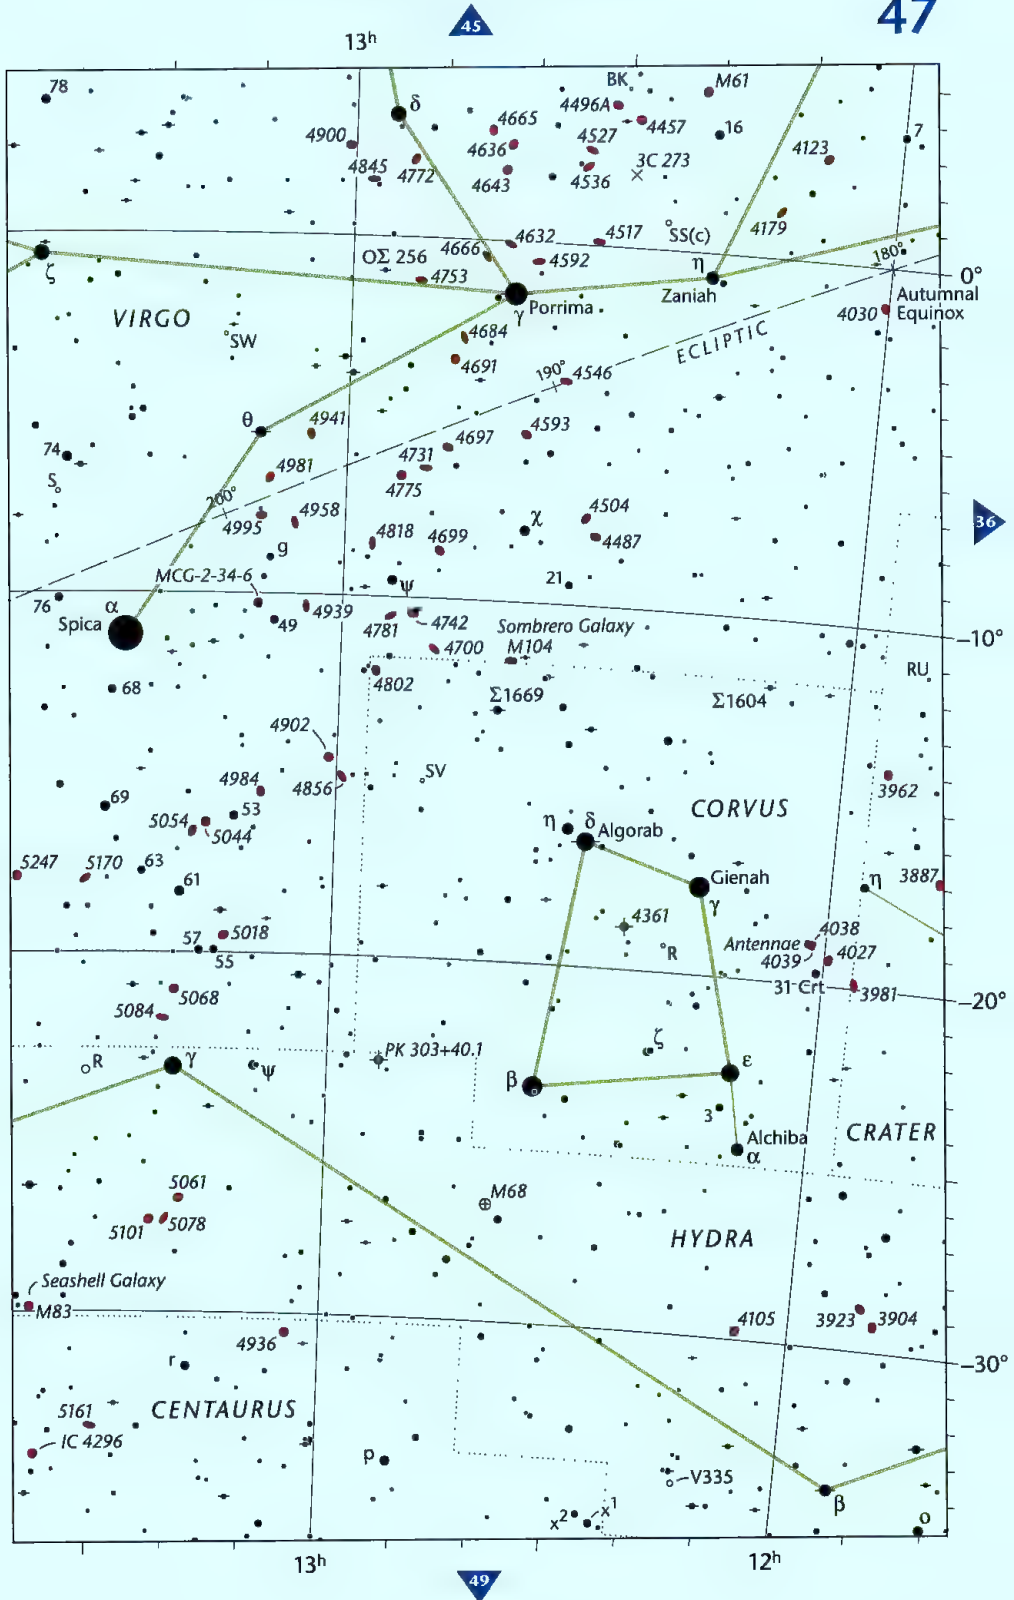 45
47
13h
78
δ
BK
M61
4665
4496A
4457
16
7
4900
4636
4527
4123
4845
4772
4643
4536
3C 273
4179
4666
4632
4517
SS(c)
ζ
OΣ 256
4592
η
180°
4753
Zaniah
0°
γ
Porrima
Autumnal
Equinox
4030
VIRGO
SW
4684
ECLIPTIC
4691
190°
4546
θ
4941
4593
74
4697
4731
S
4981
4775
200°
4995
4958
χ
4504
36
g
4818
4699
4487
MCG-2-34-6
ψ
21
76
α
4939
Spica
49
4781
4742
Sombrero Galaxy
-10°
4700
M104
RU
4802
68
Σ1669
Σ1604
4902
4984
4856
SV
3962
69
53
CORVUS
5054
5044
η
δ
Algorab
5247
5170
63
61
Gienah
γ
η
3887
4361
57
5018
55
R
Antennae
4038
4039
4027
31 Crt
3981
-20°
5068
5084
R
γ
ψ
PK 303+40.1
ζ
ε
β
3
Alchiba
α
CRATER
5061
5101
5078
M68
HYDRA
Seashell Galaxy
M83
4936
4105
3923
3904
-30°
r
CENTAURUS
5161
IC 4296
p
V335
x²
x¹
β
o
13h
12h
49